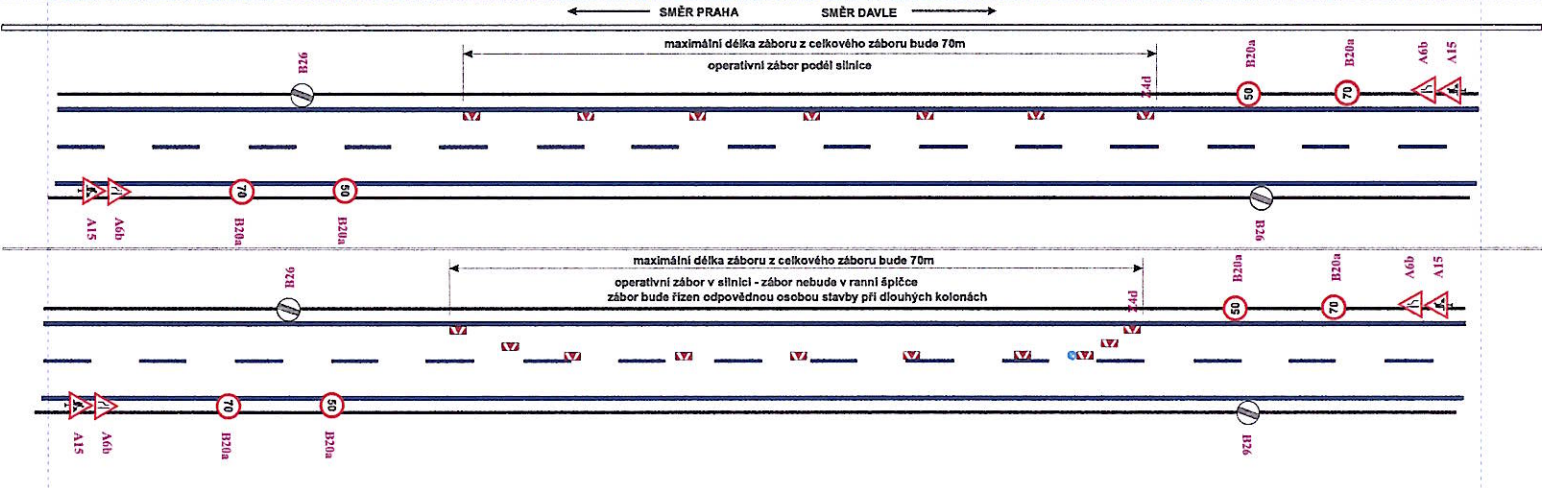 SMĚR PRAHA SMĚR DAVLE
maximální délka záboru z celkového záboru bude 70m
operativní zábor podél silnice
B26
Z4d
B20a
B20a
A6b
A15
50
70
70
50
A15
A6b
B20a
B20a
B26
maximální délka záboru z celkového záboru bude 70m
operativní zábor v silnici - zábor nebude v ranní špičce
zábor bude řízen odpovědnou osobou stavby při dlouhých kolonách
B26
Z4d
B20a
B20a
A6b
A15
50
70
70
50
A15
A6b
B20a
B20a
B26